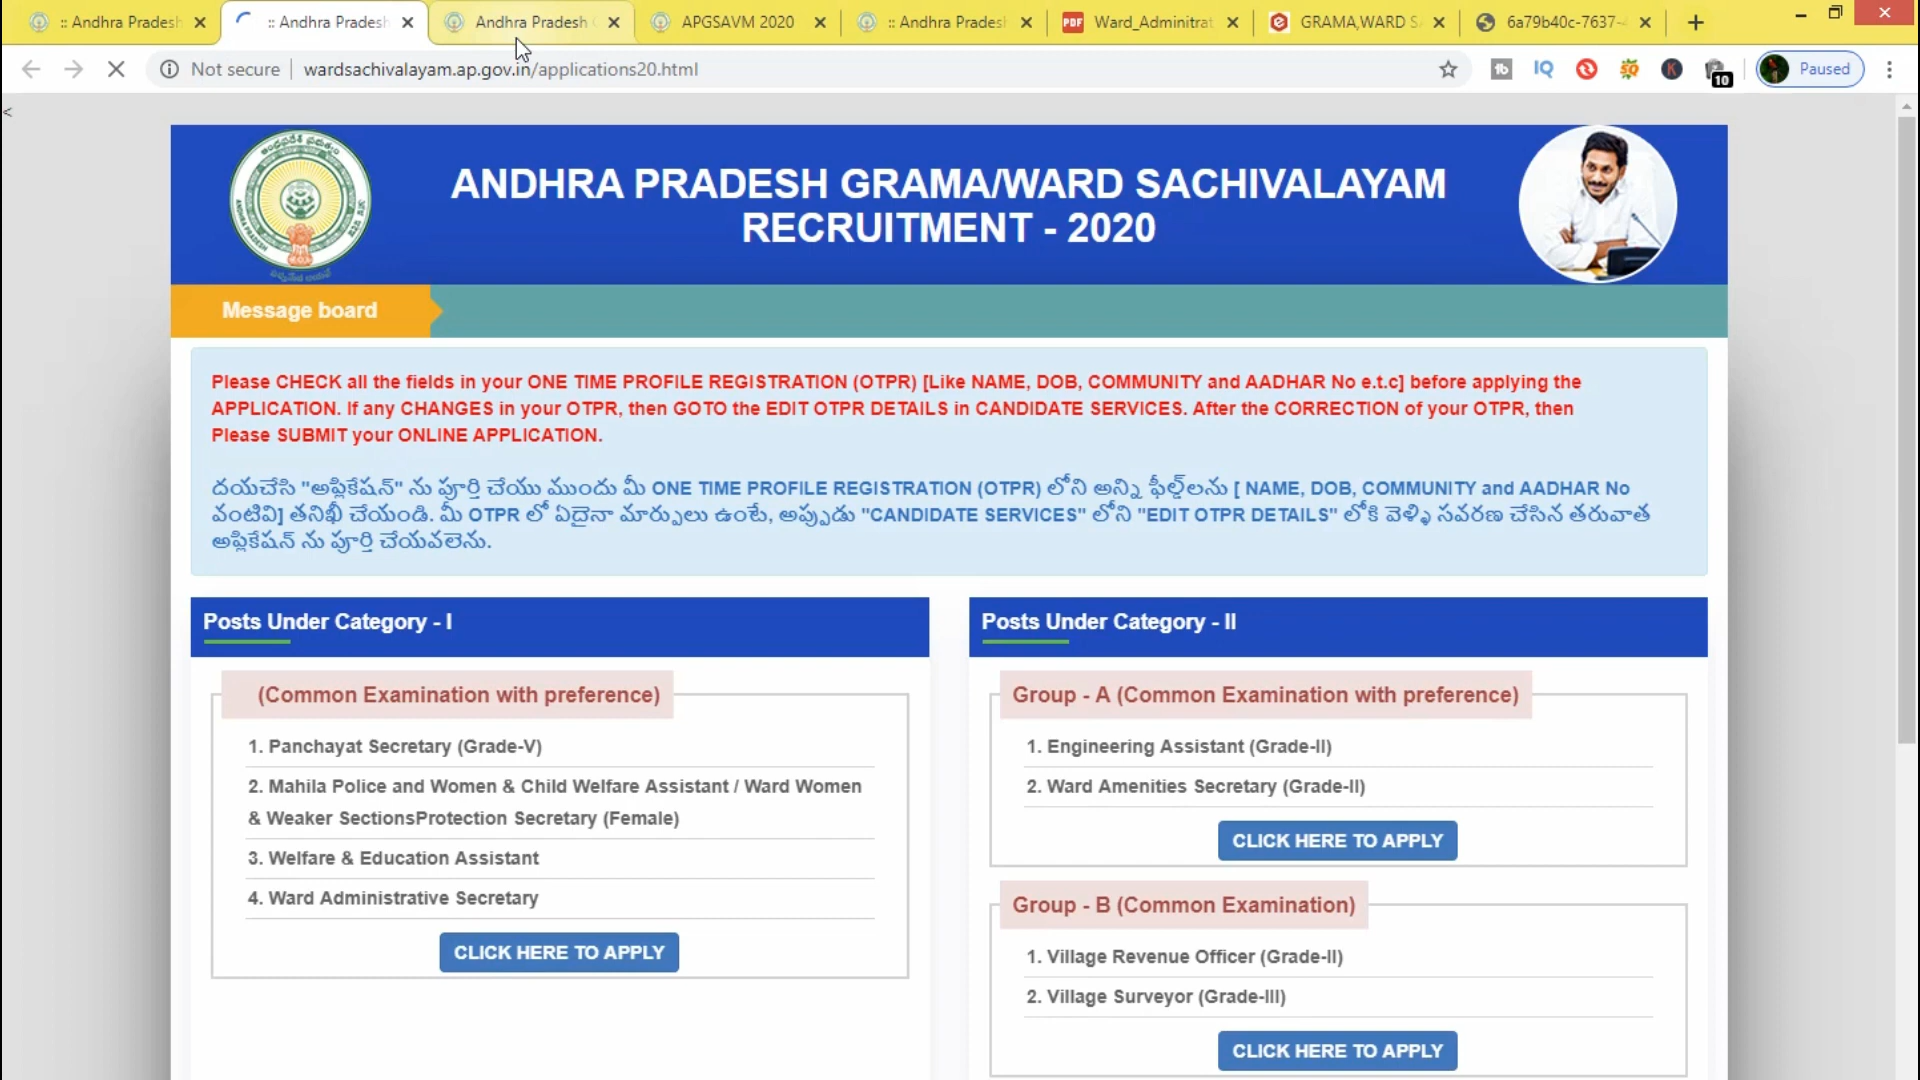 :: Andhra Pradesh
:: Andhra Pradesh
Andhra Pradesh
APGSAVM 2020
:: Andhra Pradesh
Ward_Adminitrat
GRAMA,WARD S
6a79b40c-7637-4
Not secure
wardsachivalayam.ap.gov.in/applications20.html
Paused
10
<
ANDHRA PRADESH GRAMA/WARD SACHIVALAYAM
RECRUITMENT - 2020
Message board
Please CHECK all the fields in your ONE TIME PROFILE REGISTRATION (OTPR) [Like NAME, DOB, COMMUNITY and AADHAR No e.t.c] before applying the
APPLICATION. If any CHANGES in your OTPR, then GOTO the EDIT OTPR DETAILS in CANDIDATE SERVICES. After the CORRECTION of your OTPR, then
Please SUBMIT your ONLINE APPLICATION.
దయచేసి "అప్లికేషన్" ను పూర్తి చేయు ముందు మీ ONE TIME PROFILE REGISTRATION (OTPR) లోని అన్ని ఫీల్డ్‌లను [ NAME, DOB, COMMUNITY and AADHAR No
వంటివి] తనిఖీ చేయండి. మీ OTPR లో ఏదైనా మార్పులు ఉంటే, అప్పుడు "CANDIDATE SERVICES" లోని "EDIT OTPR DETAILS" లోకి వెళ్ళి సవరణ చేసిన తరువాత
అప్లికేషన్ ను పూర్తి చేయవలెను.
Posts Under Category - I
(Common Examination with preference)
1. Panchayat Secretary (Grade-V)
2. Mahila Police and Women & Child Welfare Assistant / Ward Women
& Weaker SectionsProtection Secretary (Female)
3. Welfare & Education Assistant
4. Ward Administrative Secretary
CLICK HERE TO APPLY
Posts Under Category - II
Group - A (Common Examination with preference)
1. Engineering Assistant (Grade-II)
2. Ward Amenities Secretary (Grade-II)
CLICK HERE TO APPLY
Group - B (Common Examination)
1. Village Revenue Officer (Grade-II)
2. Village Surveyor (Grade-III)
CLICK HERE TO APPLY